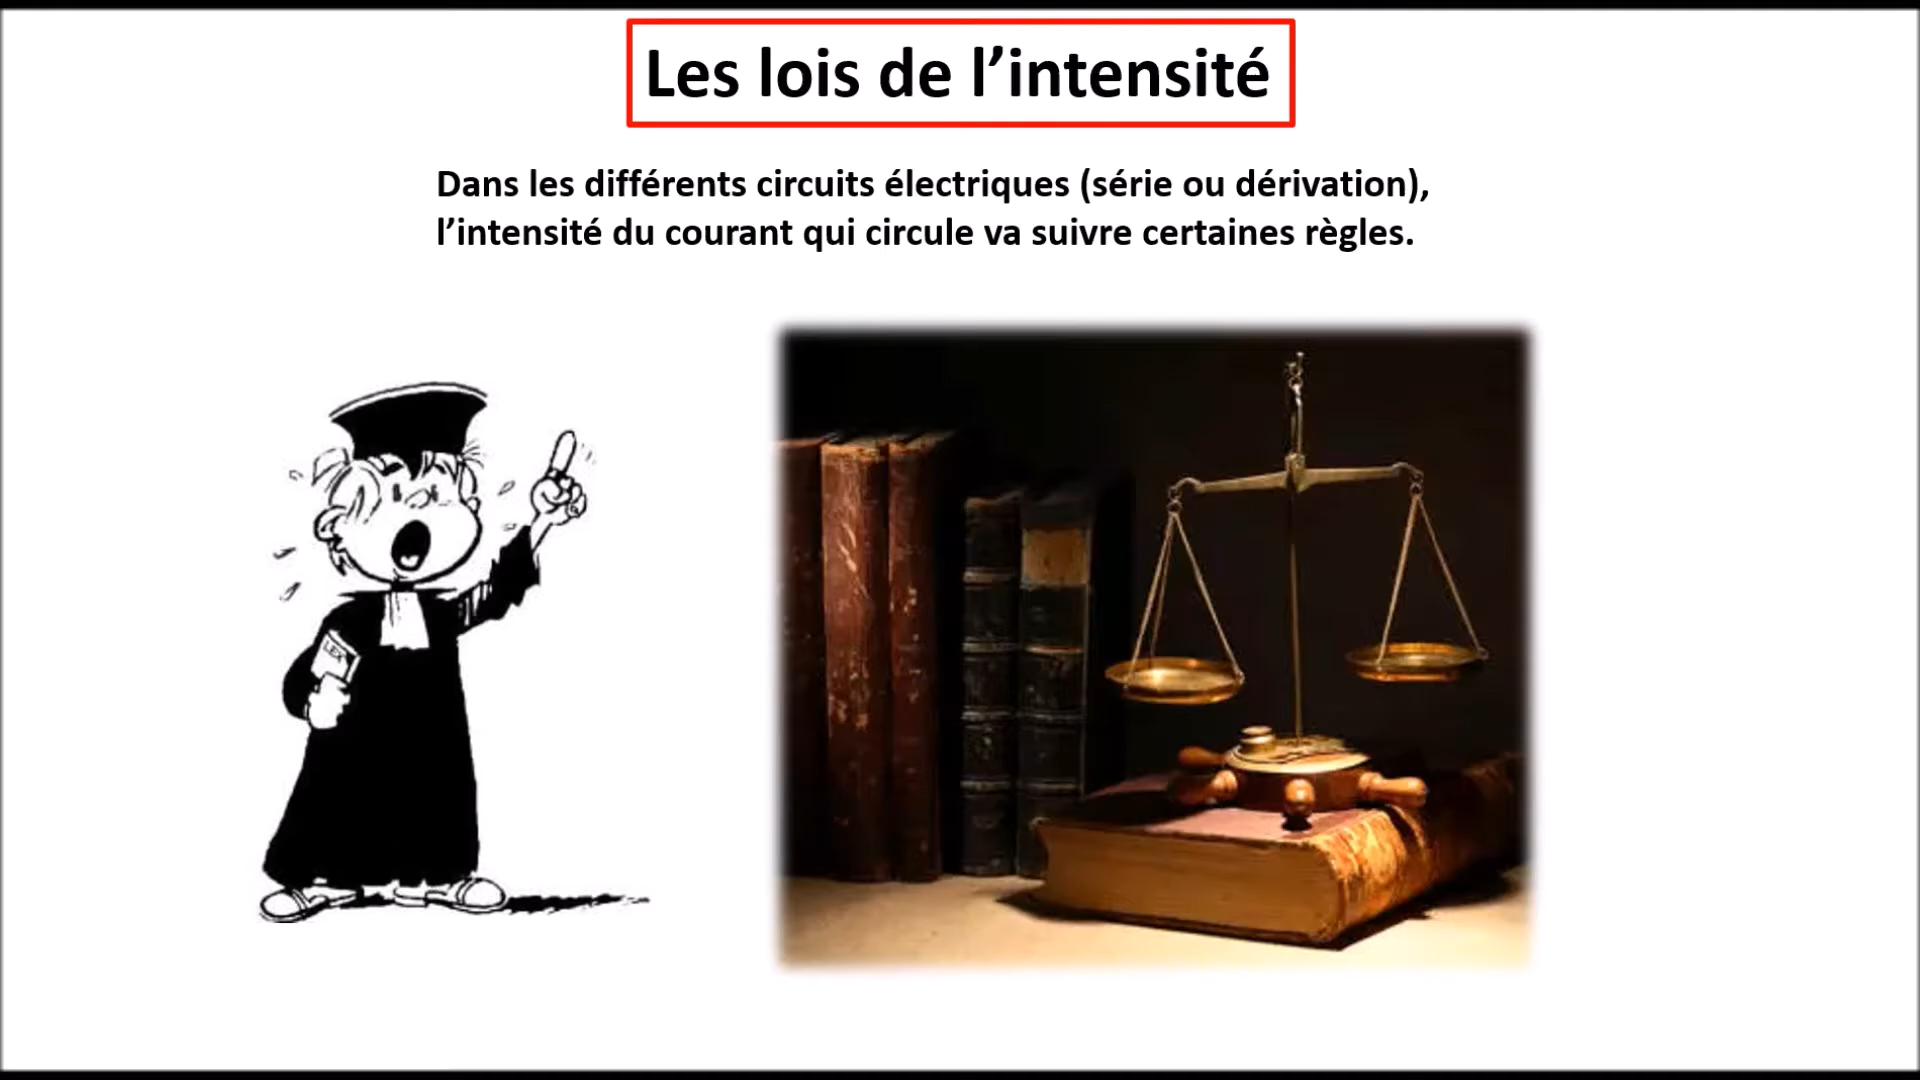 Les lois de l’intensité
Dans les différents circuits électriques (série ou dérivation),
l’intensité du courant qui circule va suivre certaines règles.
LEX